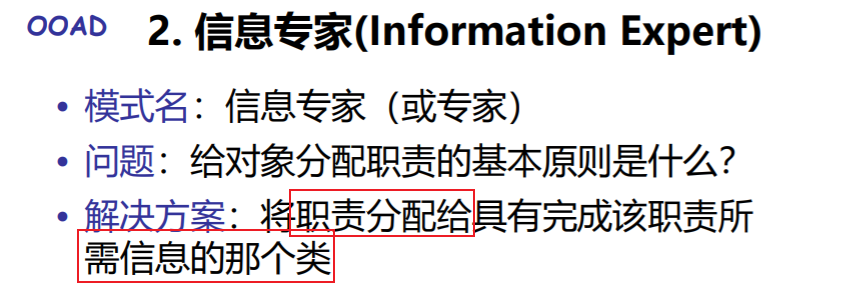 OOAD 2. 信息专家(Information Expert)
• 模式名：信息专家（或专家）
• 问题：给对象分配职责的基本原则是什么？
• 解决方案：将职责分配给具有完成该职责所
需信息的那个类